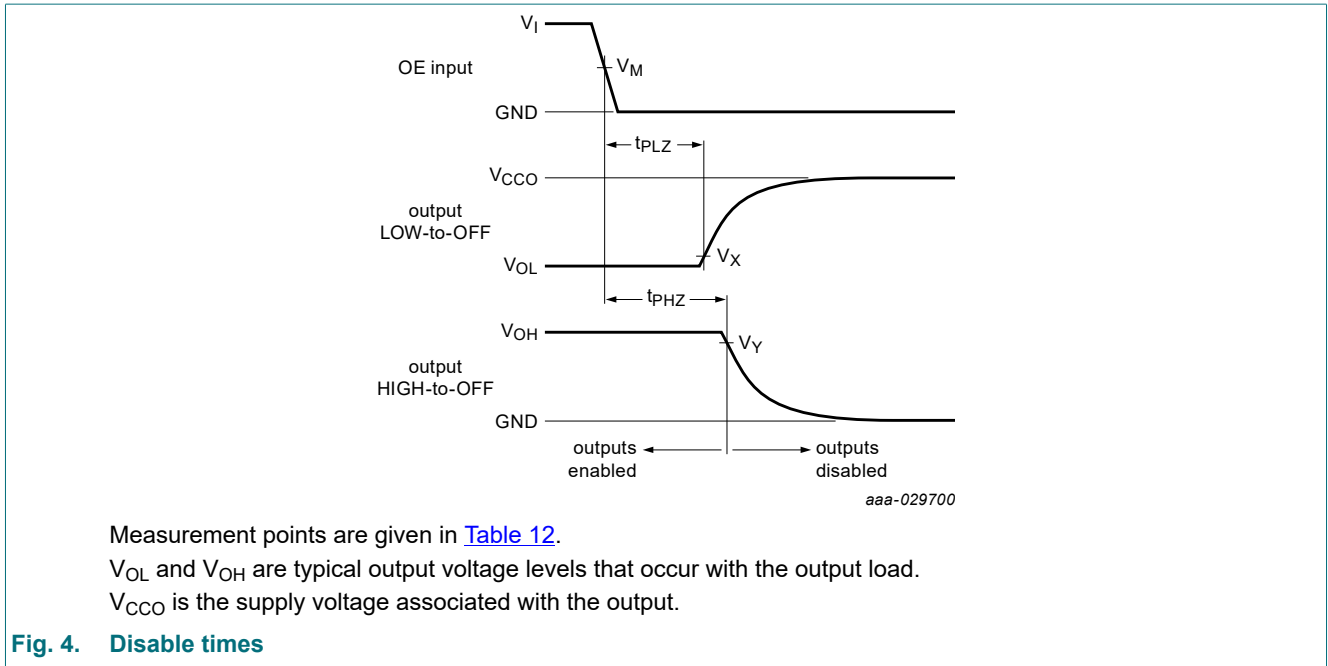 VI
OE input
VM
GND
tPLZ
VCCO
output
LOW-to-OFF
VX
VOL
tPHZ
VOH
VY
output
HIGH-to-OFF
GND
outputs enabled
outputs disabled
aaa-029700
Measurement points are given in Table 12.
VOL and VOH are typical output voltage levels that occur with the output load.
VCCO is the supply voltage associated with the output.
Fig. 4. Disable times